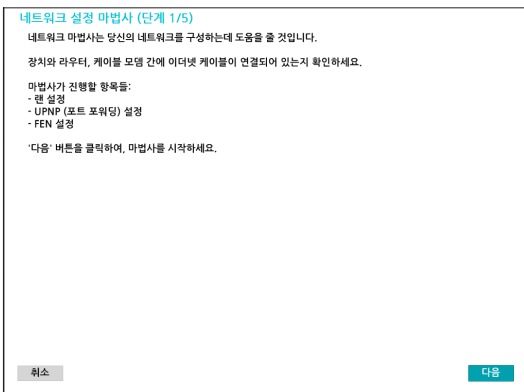 네트워크 설정 마법사 (단계 1/5)
네트워크 마법사는 당신의 네트워크를 구성하는데 도움을 줄 것입니다.
장치와 라우터, 케이블 모뎀 간에 이더넷 케이블이 연결되어 있는지 확인하세요.
마법사가 진행할 항목들:
- 랜 설정
- UPNP (포트 포워딩) 설정
- FEN 설정
'다음' 버튼을 클릭하여, 마법사를 시작하세요.
취소
다음